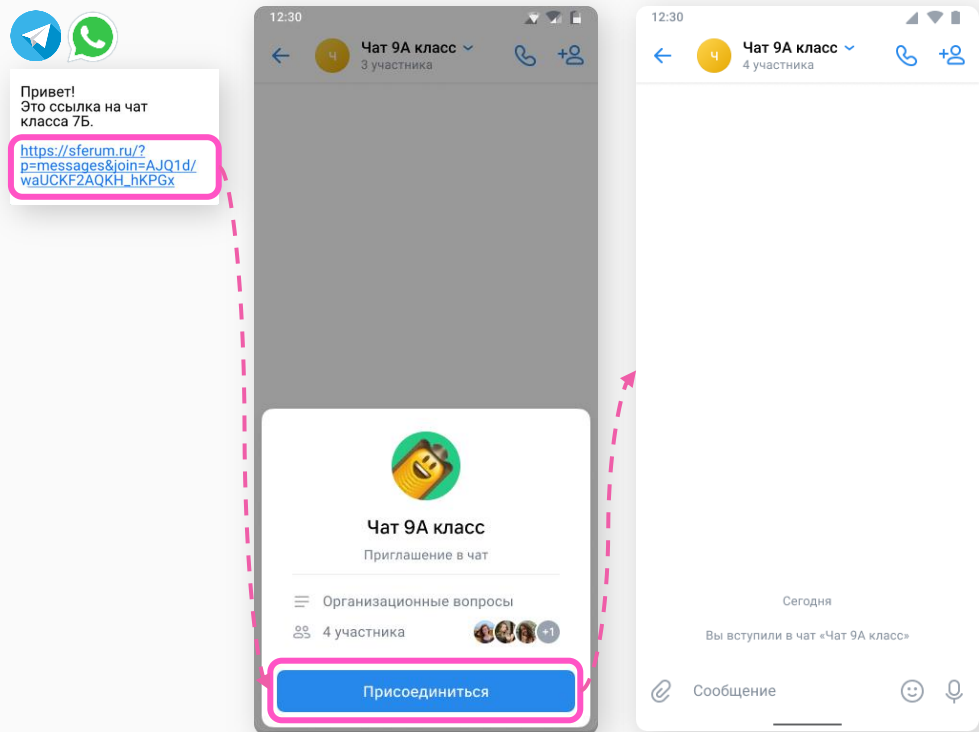 Привет!
Это ссылка на чат
класса 7Б.
https://sferum.ru/?
p=messages&join=AJQ1d/
waUCKF2AQKH_hKPGx
12:30
Ч
Чат 9А класс
3 участника
Чат 9А класс
Приглашение в чат
Организационные вопросы
4 участника
+1
Присоединиться
12:30
Ч
Чат 9А класс
4 участника
Сегодня
Вы вступили в чат «Чат 9А класс»
Сообщение